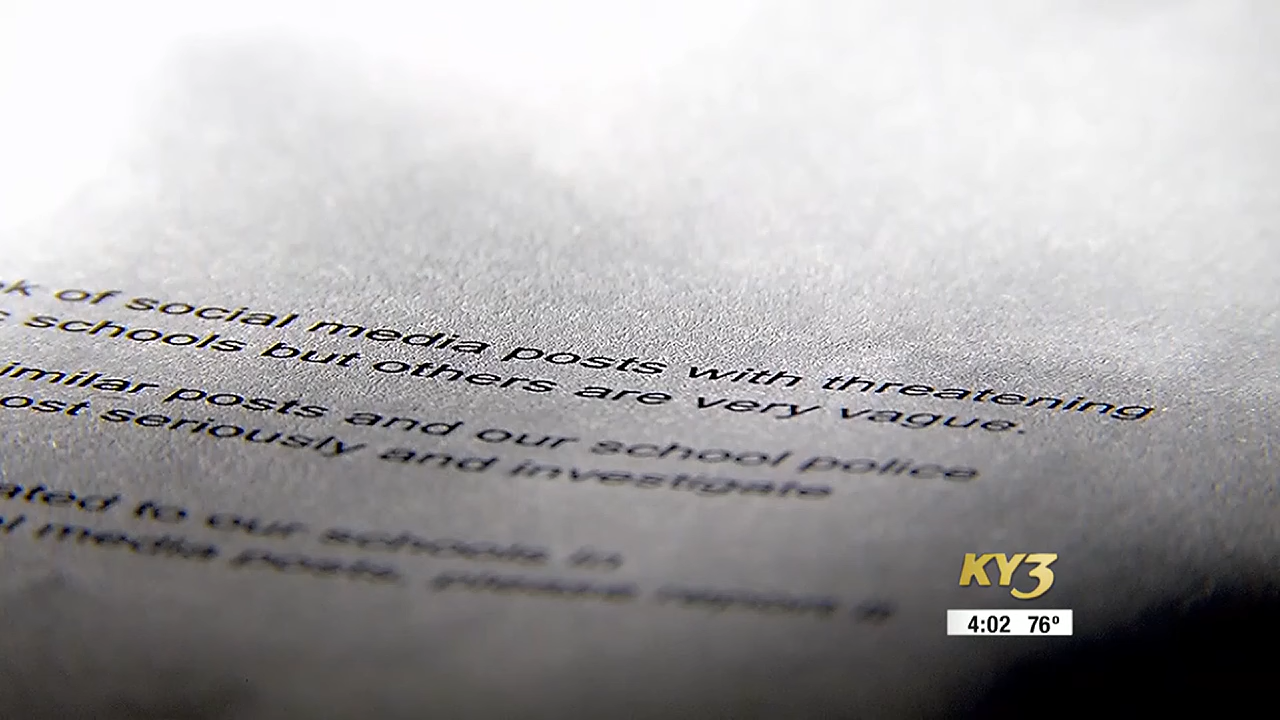 of social media posts with threatening
schools but others are very vague.
imilar posts and our school police
ost seriously and investigate
ated to our schools in
media posts, please report it
KY3
4:02 76º